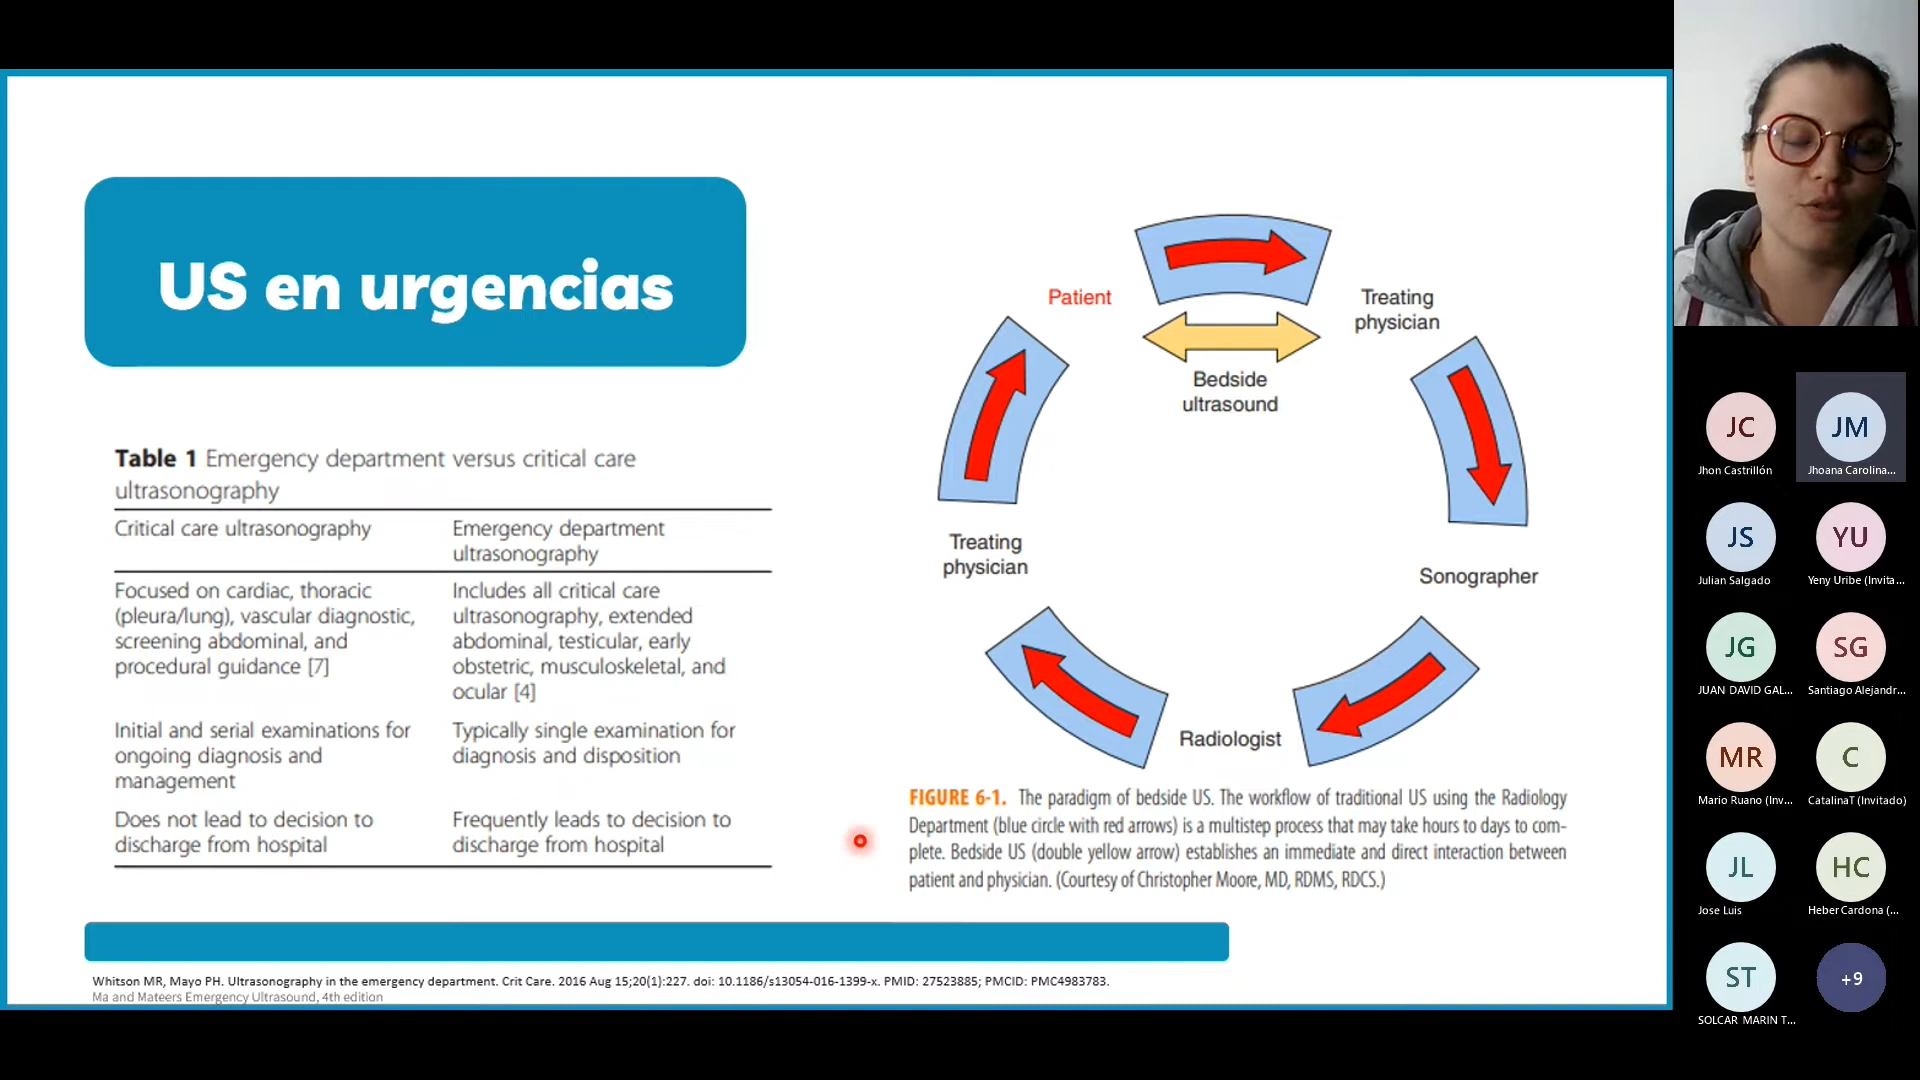 US en urgencias
Table 1 Emergency department versus critical care
ultrasonography
Critical care ultrasonography
Emergency department
ultrasonography
Focused on cardiac, thoracic
(pleura/lung), vascular diagnostic,
screening abdominal, and
procedural guidance [7]
Includes all critical care
ultrasonography, extended
abdominal, testicular, early
obstetric, musculoskeletal, and
ocular [4]
Initial and serial examinations for
ongoing diagnosis and
management
Typically single examination for
diagnosis and disposition
Does not lead to decision to
discharge from hospital
Frequently leads to decision to
discharge from hospital
Patient
Treating
physician
Bedside
ultrasound
Treating
physician
Sonographer
Radiologist
FIGURE 6-1. The paradigm of bedside US. The workflow of traditional US using the Radiology
Department (blue circle with red arrows) is a multistep process that may take hours to days to com-
plete. Bedside US (double yellow arrow) establishes an immediate and direct interaction between
patient and physician. (Courtesy of Christopher Moore, MD, RDMS, RDCS.)
Whitson MR, Mayo PH. Ultrasonography in the emergency department. Crit Care. 2016 Aug 15;20(1):227. doi: 10.1186/s13054-016-1399-x. PMID: 27523885; PMCID: PMC4983783.
Ma and Mateers Emergency Ultrasound, 4th edition
JC
Jhon Castrillón
JM
Jhoana Carolina...
JS
Julian Salgado
YU
Yeny Uribe (Invita...
JG
JUAN DAVID GAL...
SG
Santiago Alejandr...
MR
Mario Ruano (Inv...
C
CatalinaT (Invitado)
JL
Jose Luis
HC
Heber Cardona (...
ST
SOLCAR MARIN T...
+9